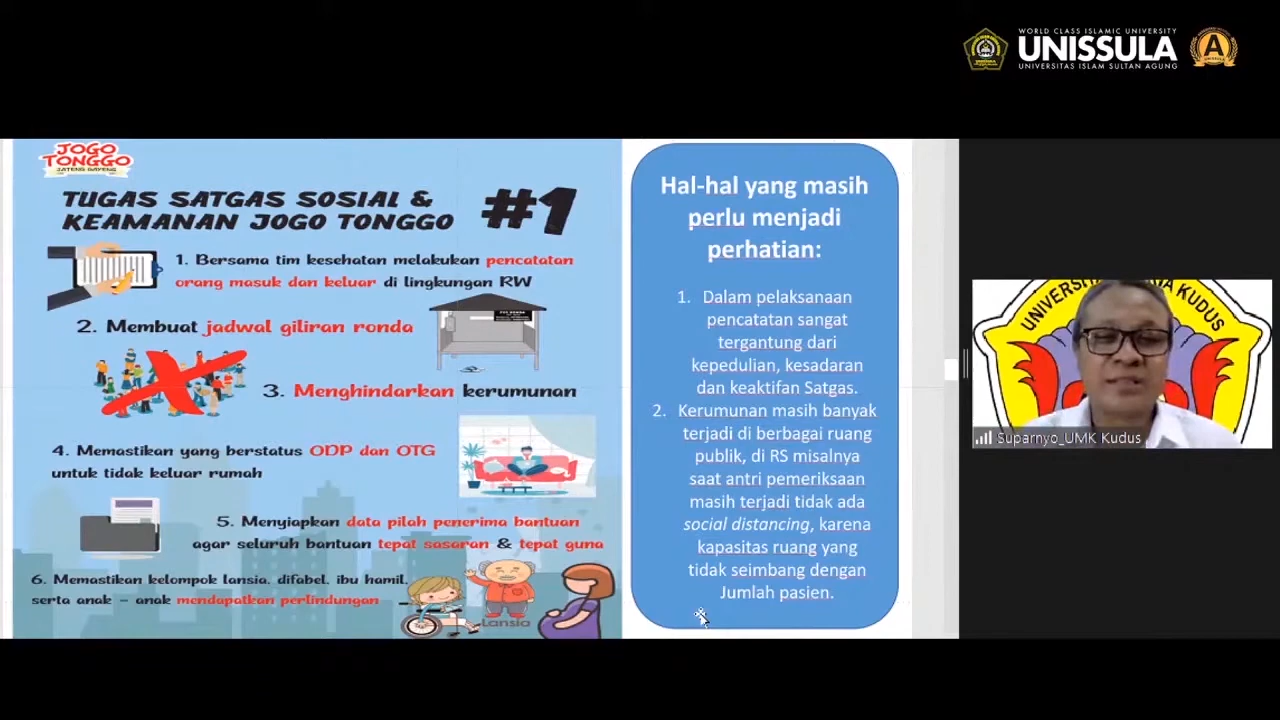 WORLD CLASS ISLAMIC UNIVERSITY
UNISSULA
UNIVERSITAS ISLAM SULTAN AGUNG
A
JOGO
TONGGO
JATENG GAYENG
TUGAS SATGAS SOSIAL &
KEAMANAN JOGO TONGGO
#1
1. Bersama tim kesehatan melakukan pencatatan
orang masuk dan keluar di lingkungan RW
2. Membuat jadwal giliran ronda
3. Menghindarkan kerumunan
4. Memastikan yang berstatus ODP dan OTG
untuk tidak keluar rumah
5. Menyiapkan data pilah penerima bantuan
agar seluruh bantuan tepat sasaran & tepat guna
6. Memastikan kelompok lansia, difabel, ibu hamil,
serta anak - anak mendapatkan perlindungan
Lansia
Hal-hal yang masih
perlu menjadi
perhatian:
1. Dalam pelaksanaan
pencatatan sangat
tergantung dari
kepedulian, kesadaran
dan keaktifan Satgas.
2. Kerumunan masih banyak
terjadi di berbagai ruang
publik, di RS misalnya
saat antri pemeriksaan
masih terjadi tidak ada
social distancing, karena
kapasitas ruang yang
tidak seimbang dengan
Jumlah pasien.
KUDUS
Suparnyo_UMK Kudus